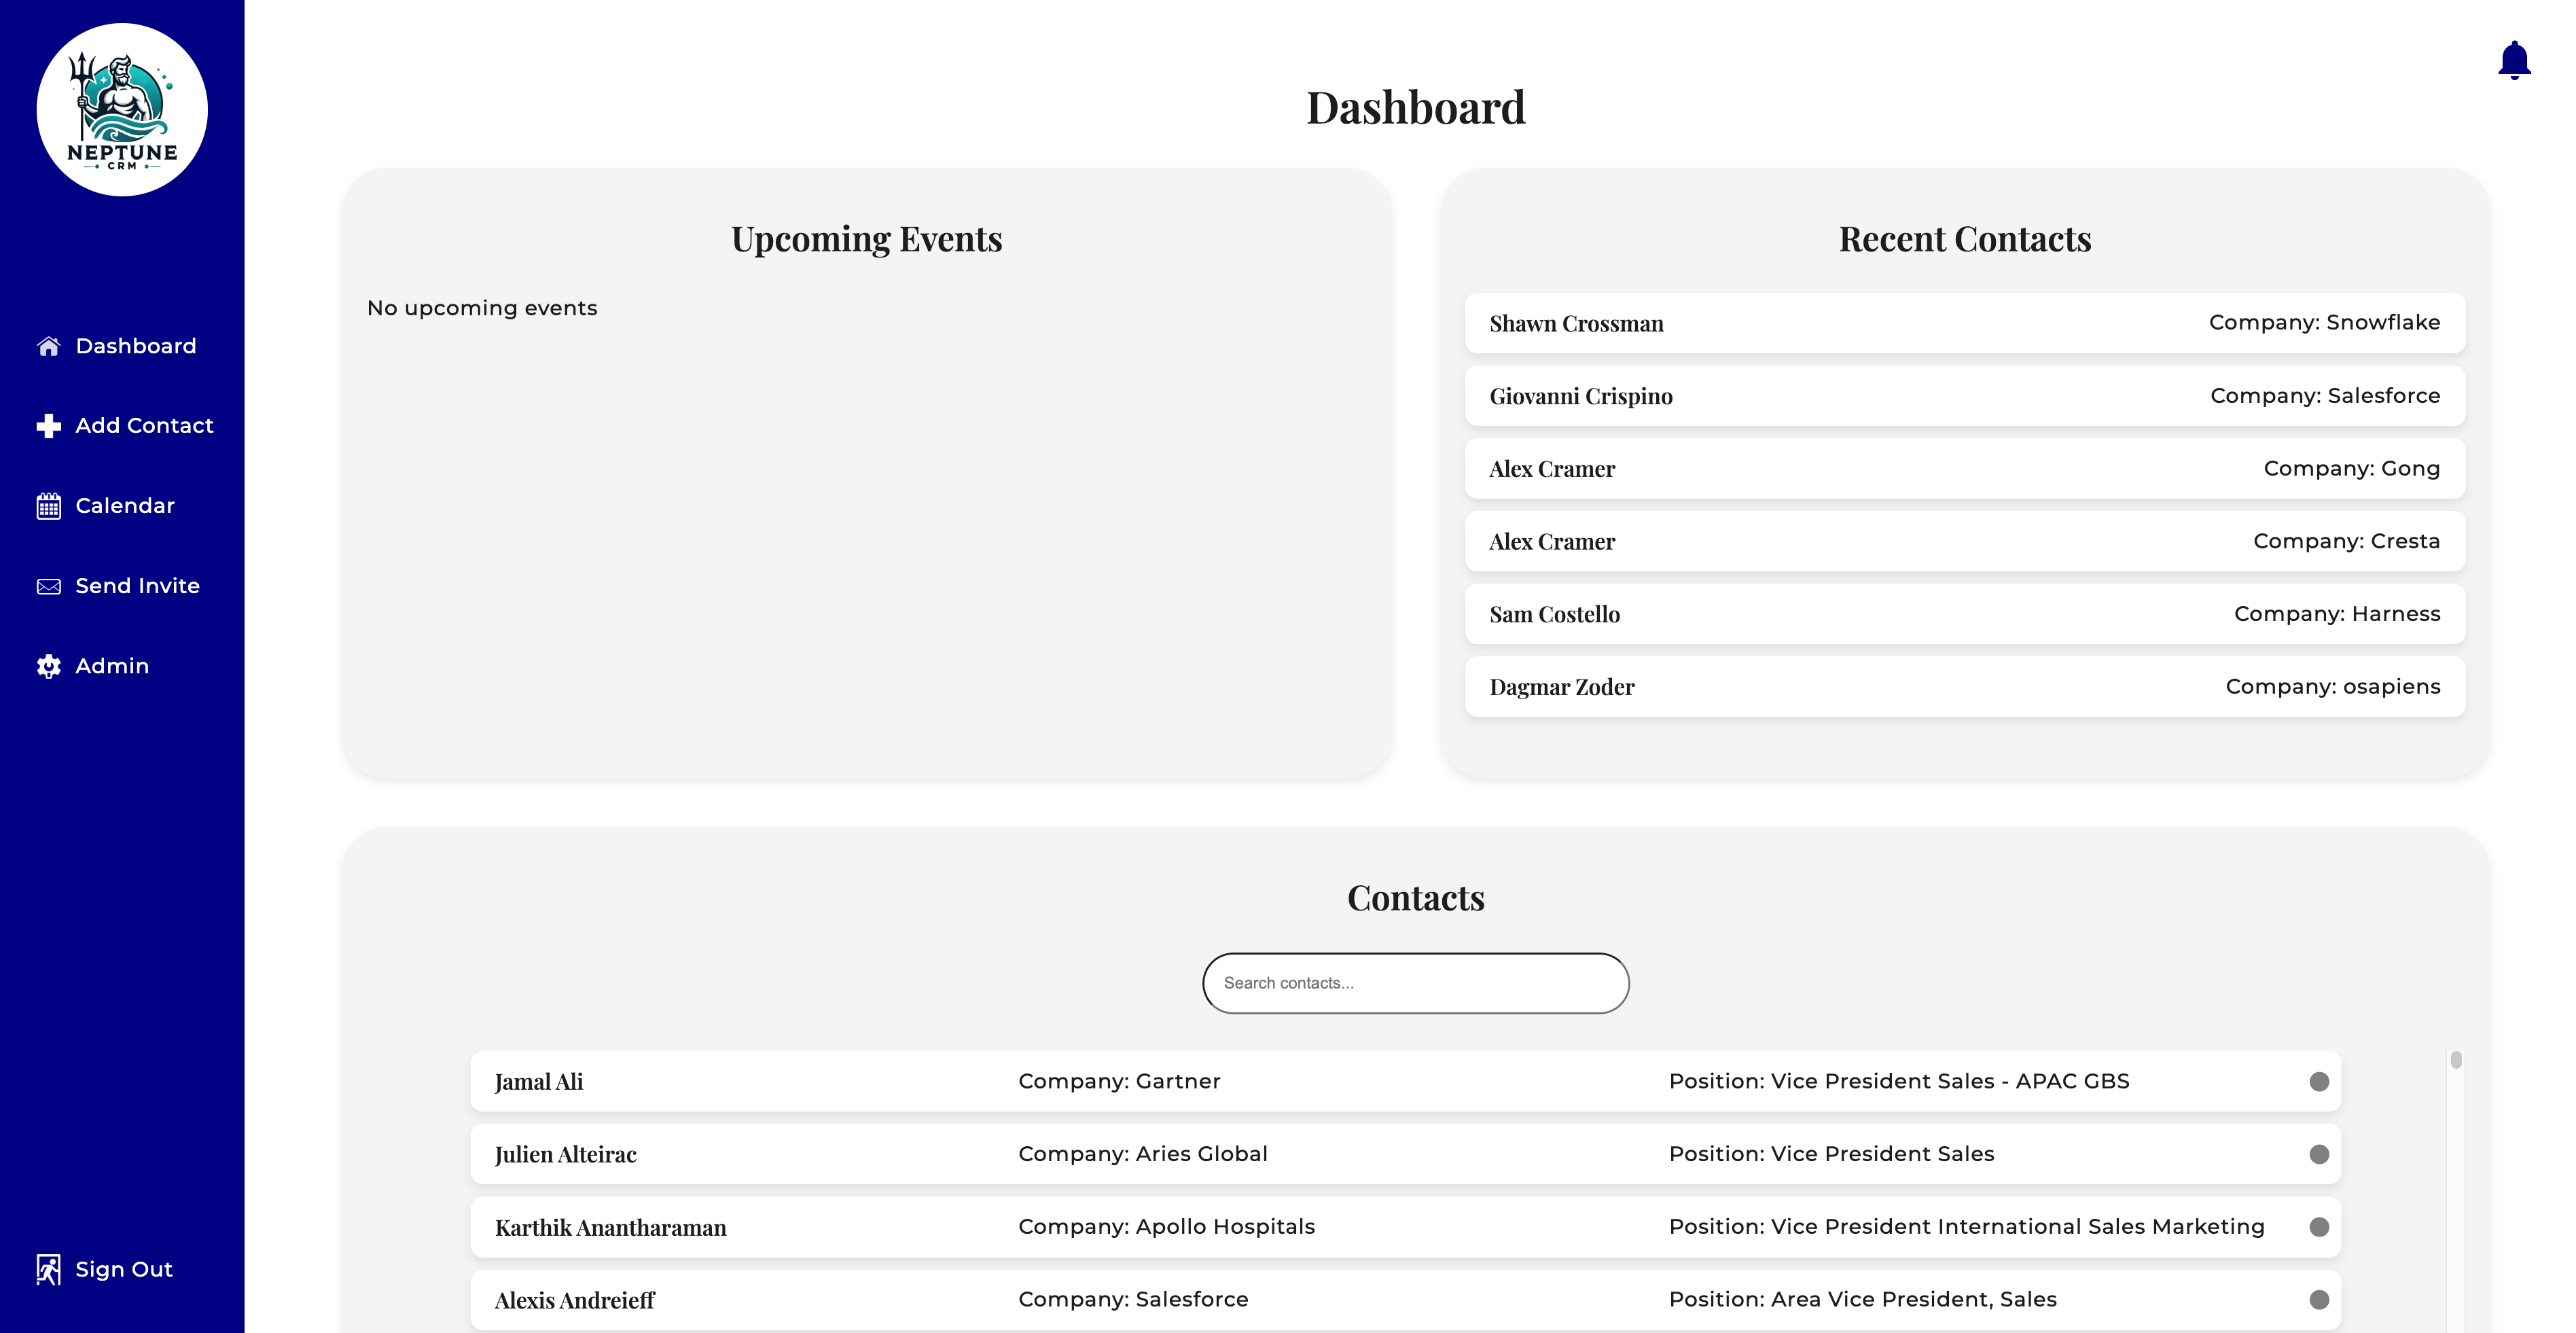 NEPTUNE
CRM
Dashboard
Add Contact
Calendar
Send Invite
Admin
Sign Out
Dashboard
Upcoming Events
No upcoming events
Recent Contacts
Shawn Crossman Company: Snowflake
Giovanni Crispino Company: Salesforce
Alex Cramer Company: Gong
Alex Cramer Company: Cresta
Sam Costello Company: Harness
Dagmar Zoder Company: osapiens
Contacts
Search contacts...
Jamal Ali Company: Gartner Position: Vice President Sales - APAC GBS
Julien Alteirac Company: Aries Global Position: Vice President Sales
Karthik Anantharaman Company: Apollo Hospitals Position: Vice President International Sales Marketing
Alexis Andreieff Company: Salesforce Position: Area Vice President, Sales